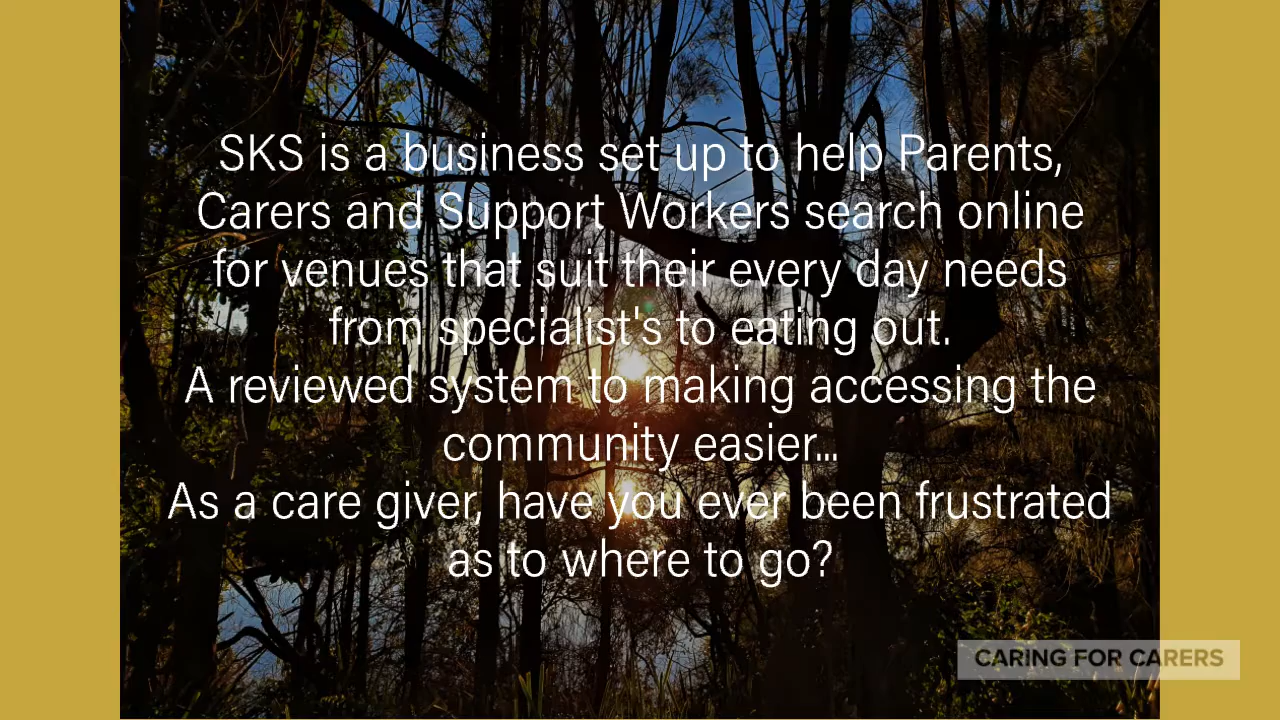 SKS is a business set up to help Parents,
Carers and Support Workers search online
for venues that suit their every day needs
from specialist's to eating out.
A reviewed system to making accessing the
community easier...
As a care giver, have you ever been frustrated
as to where to go?
CARING FOR CARERS